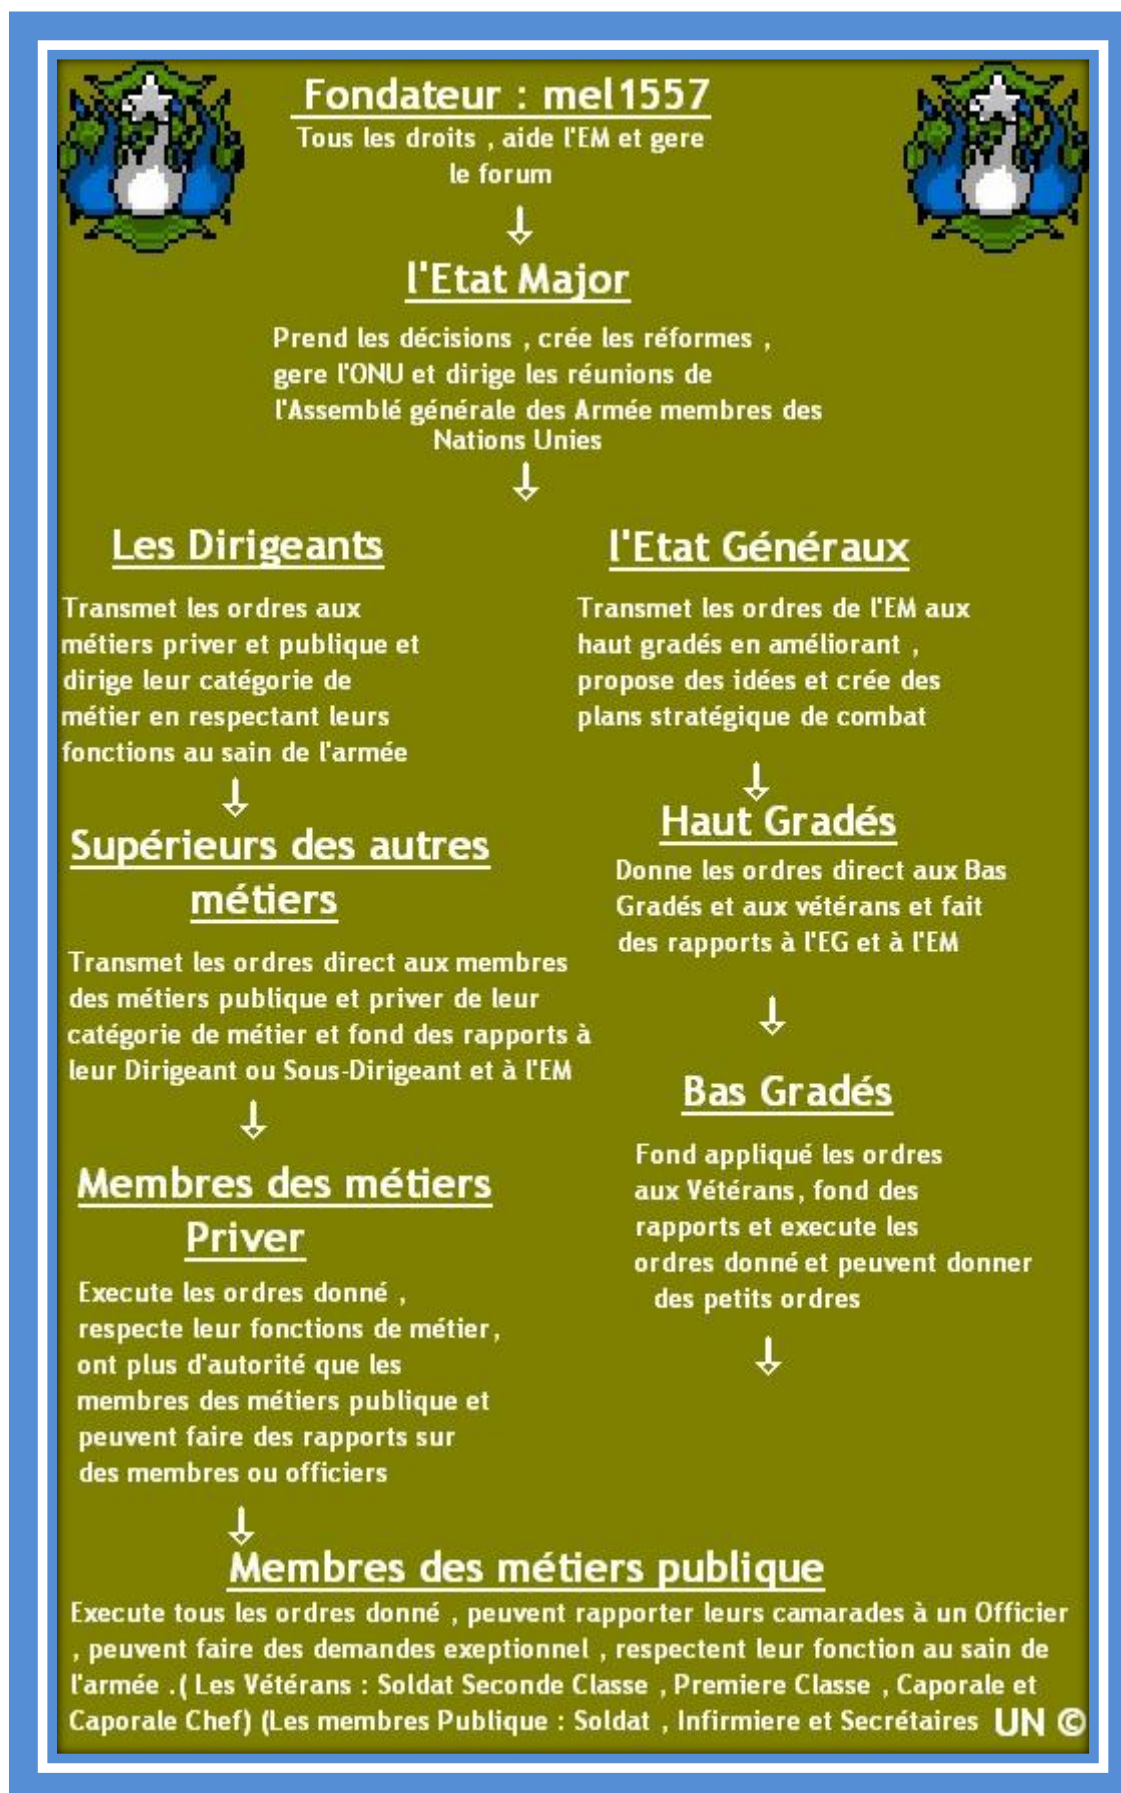 Fondateur : mel1557
Tous les droits , aide l'EM et gere
le forum
l'Etat Major
Prend les décisions , crée les réformes ,
gere l'ONU et dirige les réunions de
l'Assemblé générale des Armée membres des
Nations Unies
Les Dirigeants
Transmet les ordres aux
métiers priver et publique et
dirige leur catégorie de
métier en respectant leurs
fonctions au sain de l'armée
Supérieurs des autres
métiers
Transmet les ordres direct aux membres
des métiers publique et priver de leur
catégorie de métier et fond des rapports à
leur Dirigeant ou Sous-Dirigeant et à l'EM
Membres des métiers
Priver
Execute les ordres donné ,
respecte leur fonctions de métier,
ont plus d'autorité que les
membres des métiers publique et
peuvent faire des rapports sur
des membres ou officiers
l'Etat Généraux
Transmet les ordres de l'EM aux
haut gradés en améliorant ,
propose des idées et crée des
plans stratégique de combat
Haut Gradés
Donne les ordres direct aux Bas
Gradés et aux vétérans et fait
des rapports à l'EG et à l'EM
Bas Gradés
Fond appliqué les ordres
aux Vétérans, fond des
rapports et execute les
ordres donné et peuvent donner
des petits ordres
Membres des métiers publique
Execute tous les ordres donné , peuvent rapporter leurs camarades à un Officier
, peuvent faire des demandes exeptionnel , respectent leur fonction au sain de
l'armée .( Les Vétérans : Soldat Seconde Classe , Premiere Classe , Caporale et
Caporale Chef) (Les membres Publique : Soldat , Infirmiere et Secrétaires UN ©